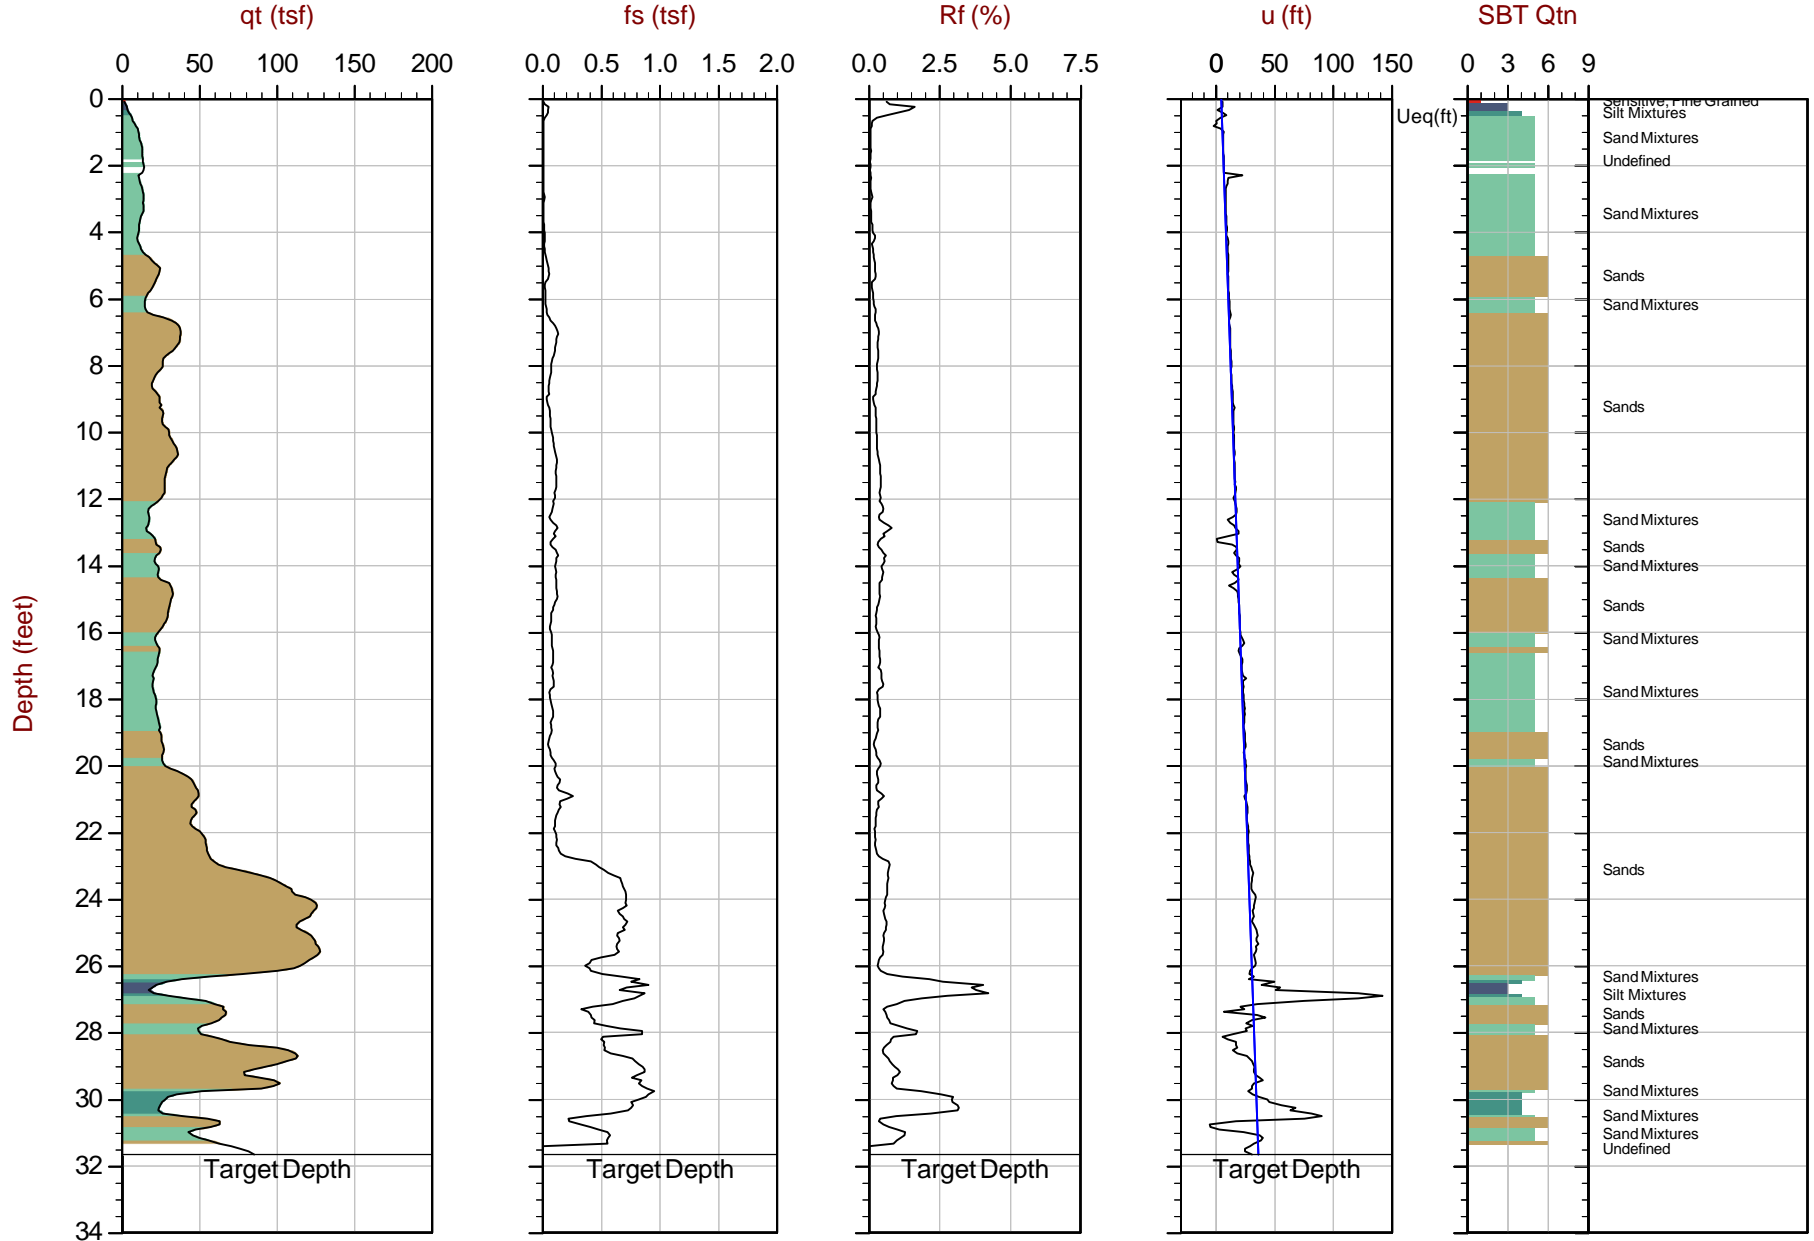 qt (tsf) fs (tsf) Rf (%) u (ft) SBT Qtn
0 50 100 150 200 0.0 0.5 1.0 1.5 2.0 0.0 2.5 5.0 7.5 0 50 100 150 0 3 6 9
0
Sensitive, Fine Grained
Ueq(ft) Silt Mixtures
Sand Mixtures
Undefined
2
Sand Mixtures
4
Sands
6
Sand Mixtures
8
Sands
10
12
Sand Mixtures
Sands
14
Sand Mixtures
Depth (feet)
Sands
16
Sand Mixtures
Sand Mixtures
18
Sands
Sand Mixtures
20
22
Sands
24
26
Sand Mixtures
Silt Mixtures
Sands
Sand Mixtures
28
Sands
Sand Mixtures
30
Sand Mixtures
Sand Mixtures
Undefined
32
Target Depth Target Depth Target Depth Target Depth
34